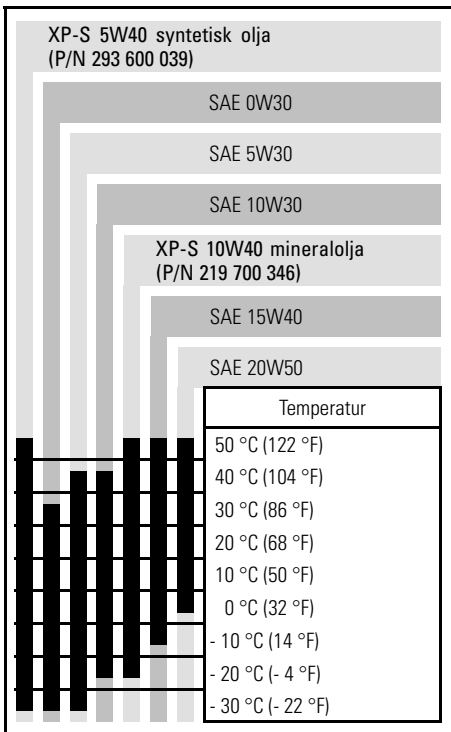 XP-S 5W40 syntetisk olja
(P/N 293 600 039)
SAE 0W30
SAE 5W30
SAE 10W30
XP-S 10W40 mineralolja
(P/N 219 700 346)
SAE 15W40
SAE 20W50
Temperatur
50 °C (122 °F)
40 °C (104 °F)
30 °C (86 °F)
20 °C (68 °F)
10 °C (50 °F)
0 °C (32 °F)
- 10 °C (14 °F)
- 20 °C (- 4 °F)
- 30 °C (- 22 °F)